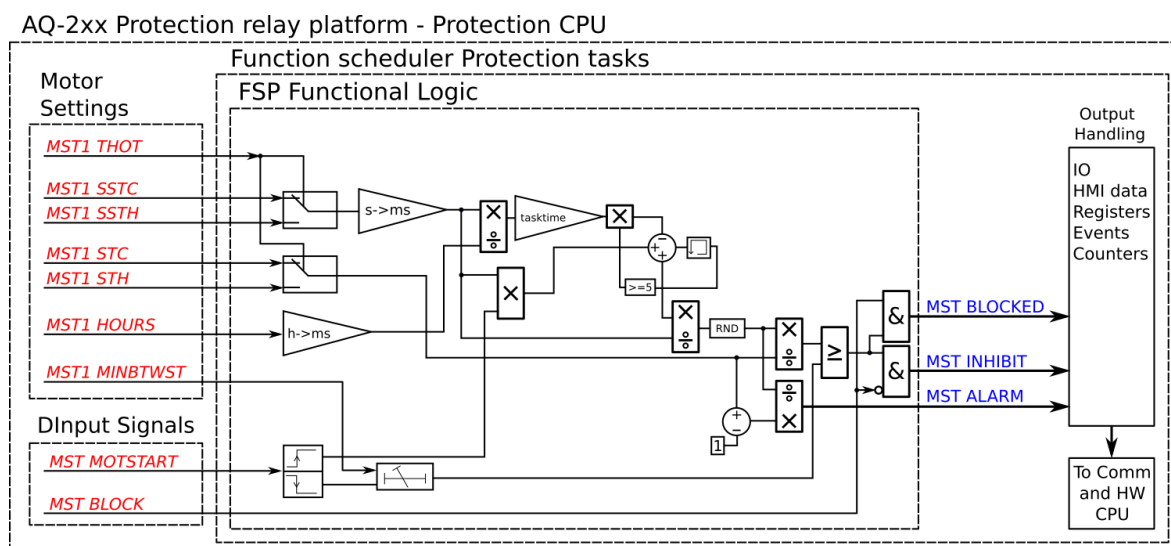 AQ-2xx Protection relay platform - Protection CPU
Function scheduler Protection tasks
Motor
Settings
FSP Functional Logic
Output
Handling
MST1 THOT
MST1 SSTC
MST1 SSTH
MST1 STC
MST1 STH
MST1 HOURS
MST1 MINBTWST
DInput Signals
MST MOTSTART
MST BLOCK
s->ms
h->ms
×
÷
tasktime
×
−
+
+
>=5
×
×
÷
RND
×
÷
÷
×
+
−
1
≥
&
&
MST BLOCKED
MST INHIBIT
MST ALARM
IO
HMI data
Registers
Events
Counters
To Comm
and HW
CPU